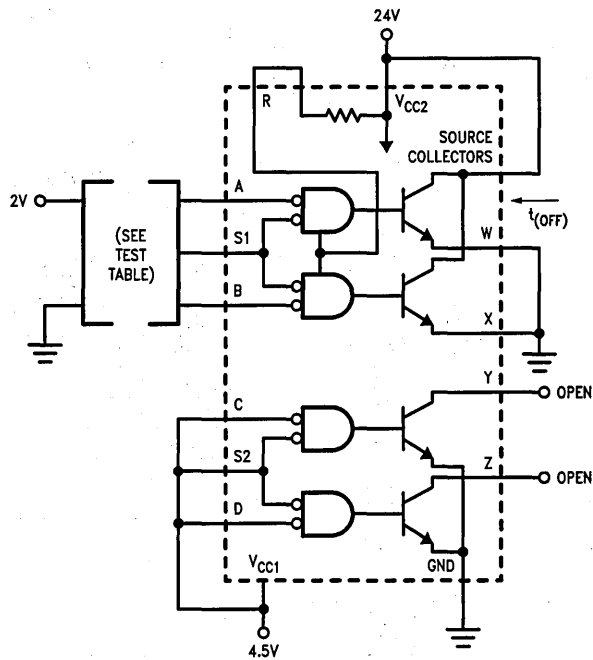 24V
R
VCC2
SOURCE
COLLECTORS
A
2V
(SEE
TEST
TABLE)
S1
t(OFF)
W
B
X
Y
OPEN
C
S2
Z
OPEN
D
VCC1
GND
4.5V